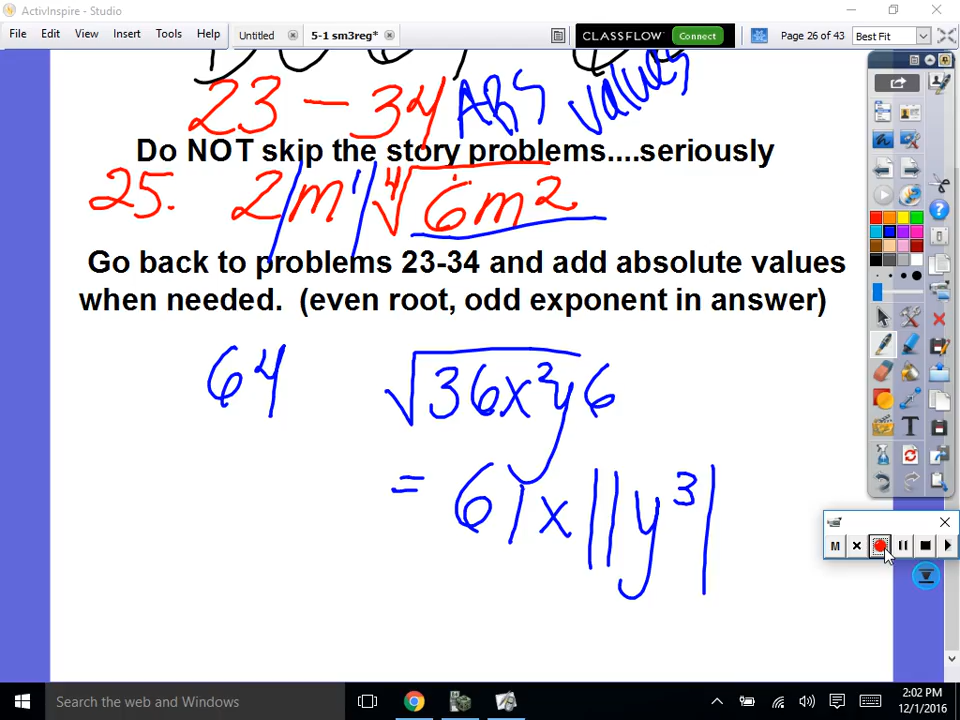 ActivInspire - Studio
File Edit View Insert Tools Help Untitled 5-1 sm3reg* CLASSFLOW Connect Page 26 of 43 Best Fit
23 - 34 ABS values
Do NOT skip the story problems....seriously
25. 2|m|∜6m²
Go back to problems 23-34 and add absolute values
when needed. (even root, odd exponent in answer)
64 √36x²y6
= 6|x||y³|
M
Search the web and Windows
2:02 PM
12/1/2016